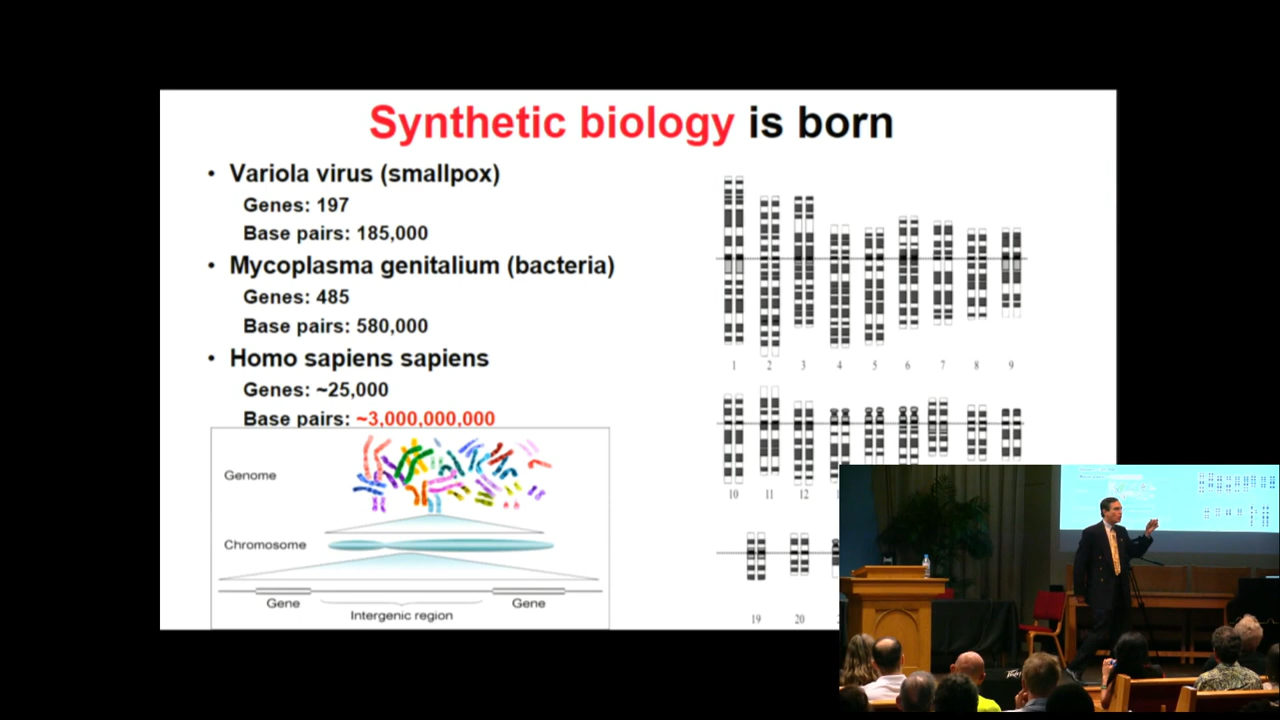 Synthetic biology is born
• Variola virus (smallpox)
Genes: 197
Base pairs: 185,000
• Mycoplasma genitalium (bacteria)
Genes: 485
Base pairs: 580,000
• Homo sapiens sapiens
Genes: ~25,000
Base pairs: ~3,000,000,000
Genome
Chromosome
Gene
Gene
Intergenic region
1 2 3 4 5 6 7 8 9
10 11 12
19 20